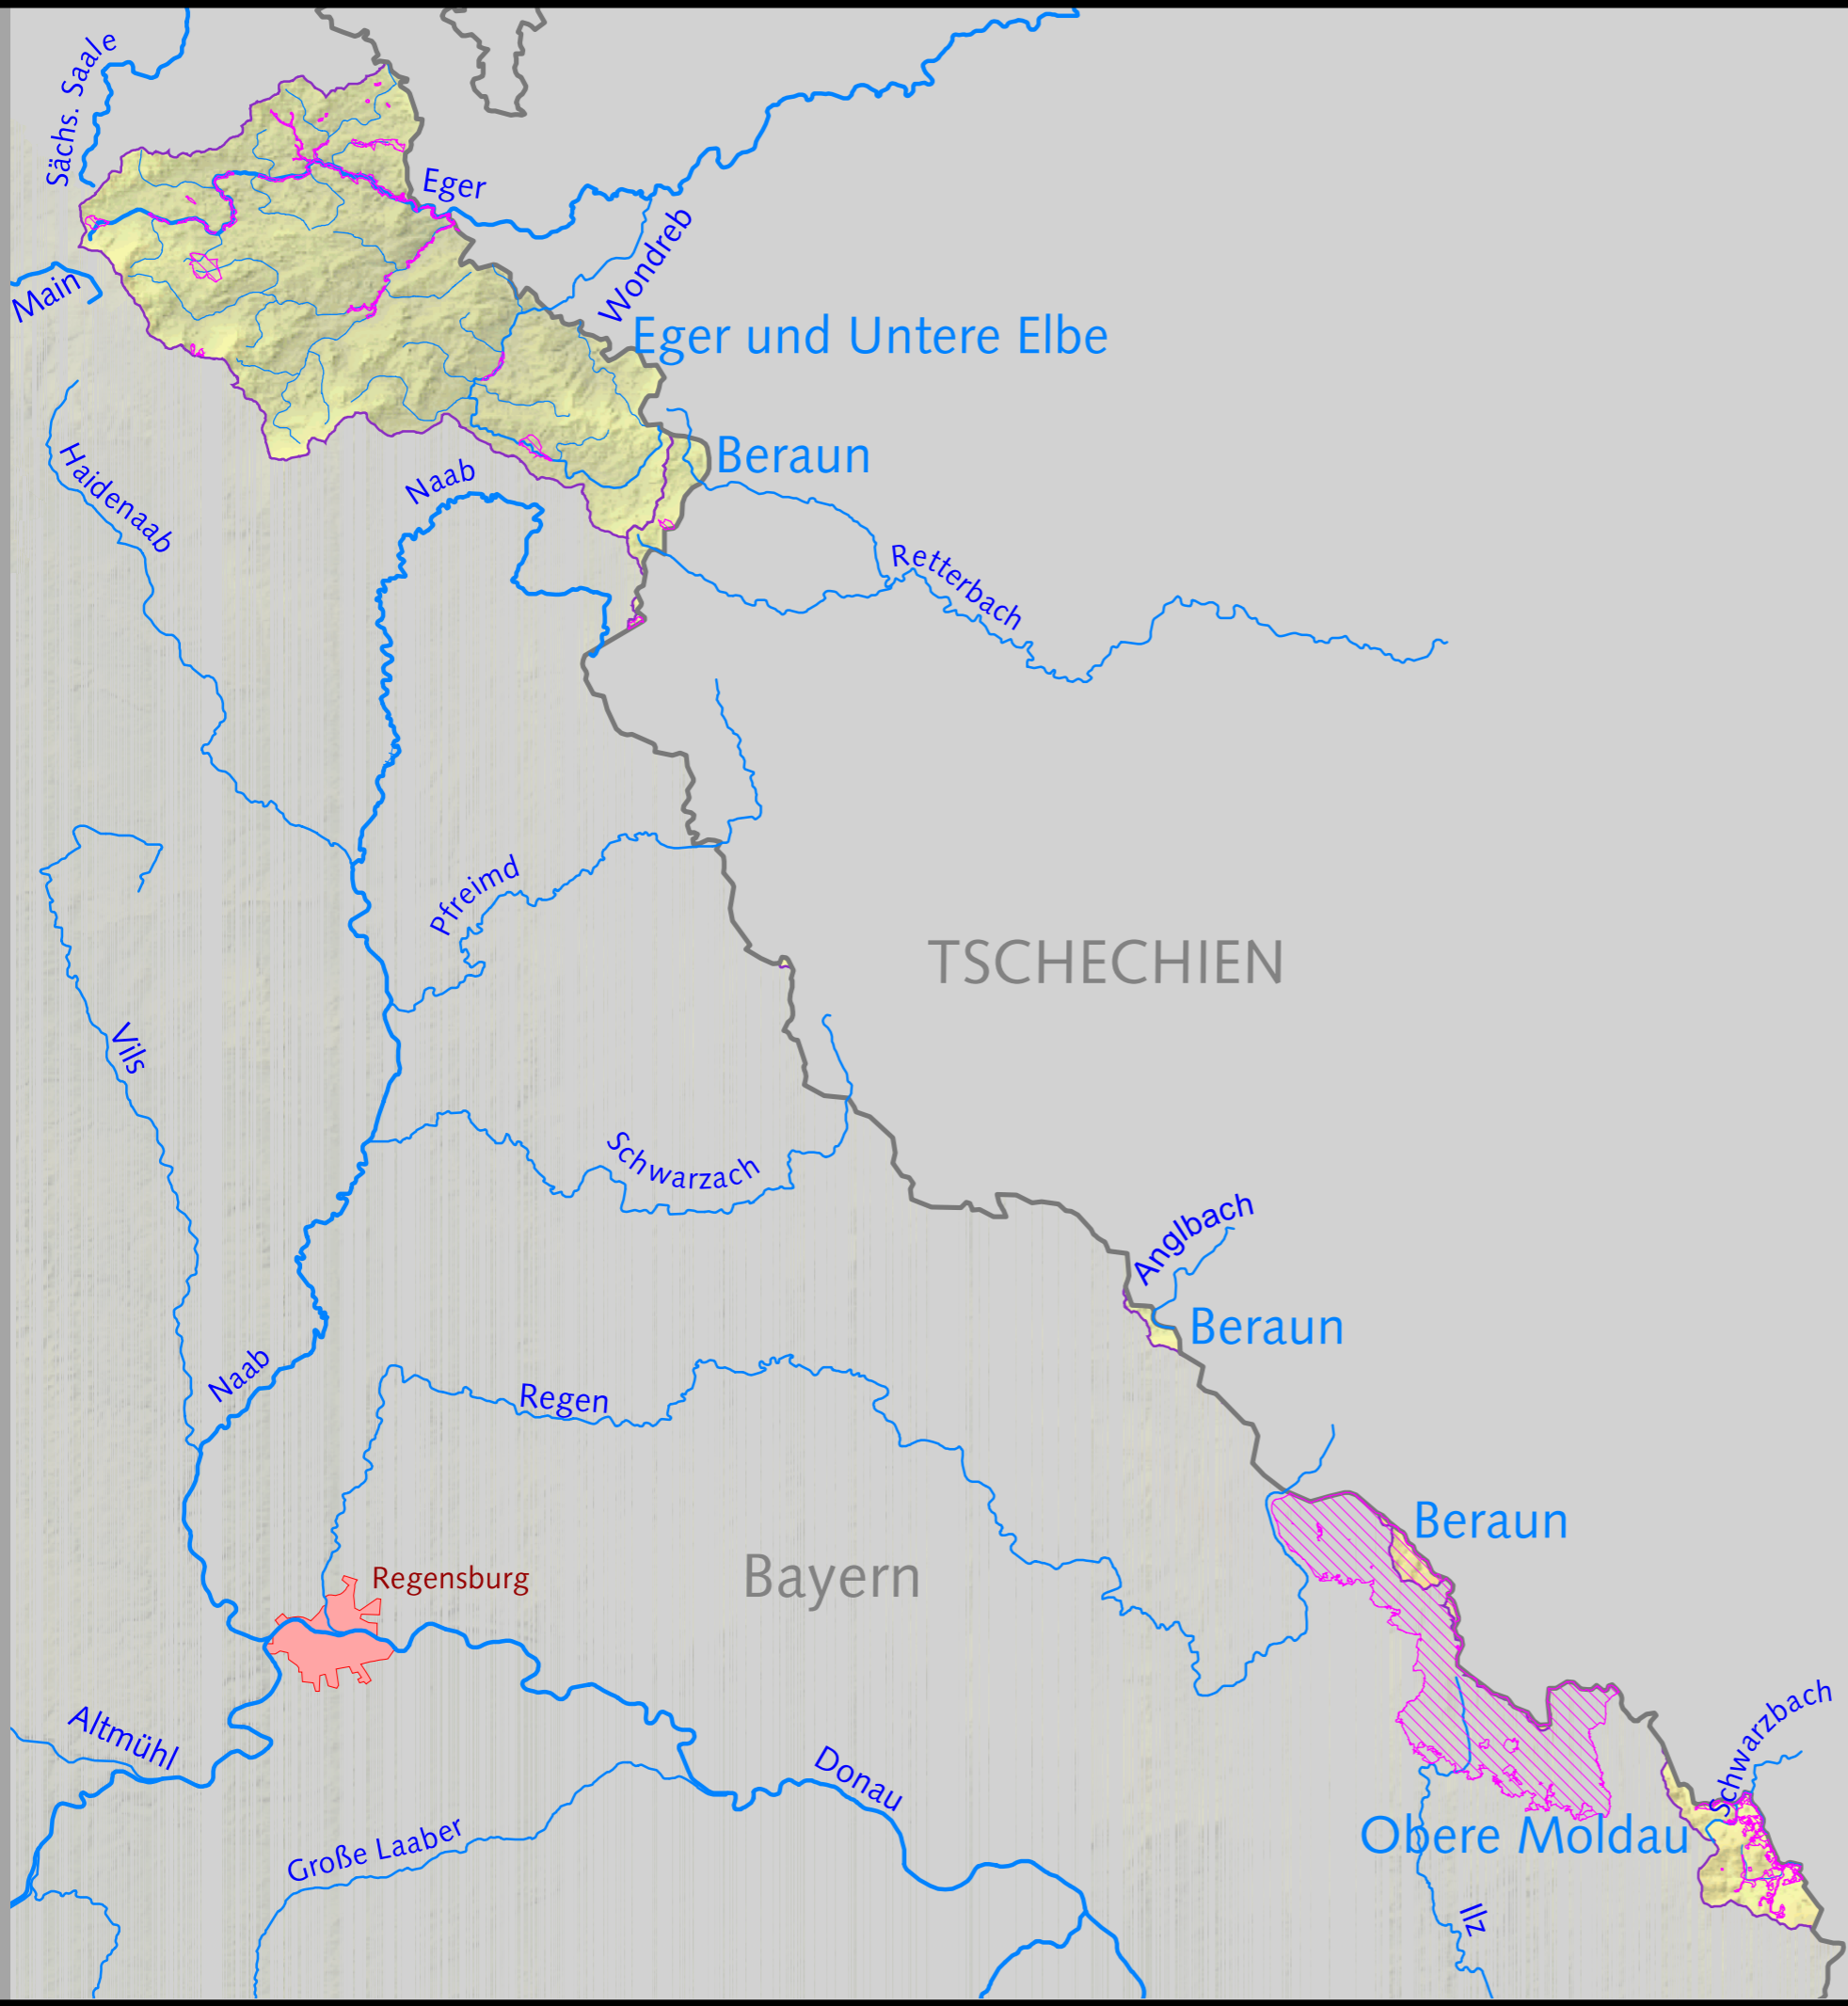 Sächs. Saale
Eger
Wondreb
Main
Eger und Untere Elbe
Beraun
Haidenaab
Naab
Retterbach
Pfreimd
TSCHECHIEN
Vils
Schwarzach
Anglbach
Beraun
Naab
Regen
Beraun
Regensburg
Bayern
Schwarzbach
Altmühl
Donau
Große Laaber
Obere Moldau
Ilz